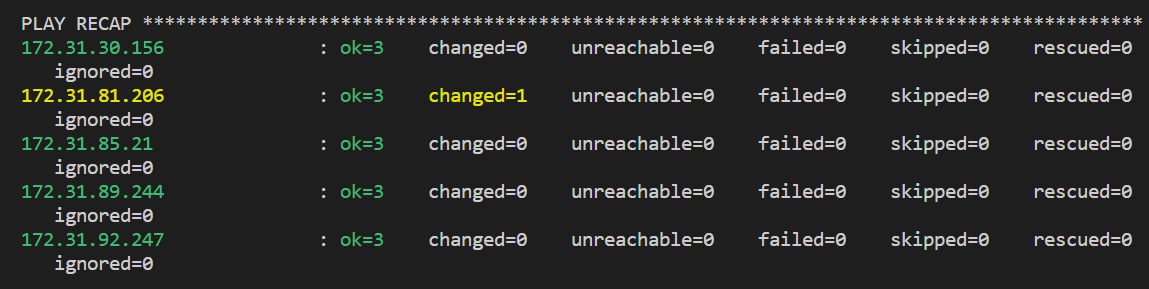 PLAY RECAP *******************************************************************************************
172.31.30.156 : ok=3 changed=0 unreachable=0 failed=0 skipped=0 rescued=0
ignored=0
172.31.81.206 : ok=3 changed=1 unreachable=0 failed=0 skipped=0 rescued=0
ignored=0
172.31.85.21 : ok=3 changed=0 unreachable=0 failed=0 skipped=0 rescued=0
ignored=0
172.31.89.244 : ok=3 changed=0 unreachable=0 failed=0 skipped=0 rescued=0
ignored=0
172.31.92.247 : ok=3 changed=0 unreachable=0 failed=0 skipped=0 rescued=0
ignored=0